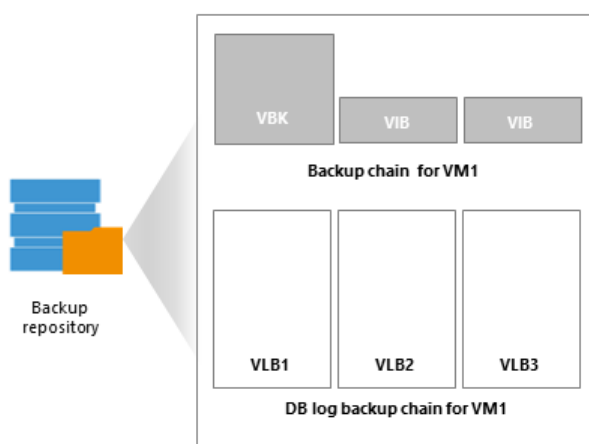 VBK
VIB
VIB
Backup chain for VM1
Backup
repository
VLB1
VLB2
VLB3
DB log backup chain for VM1